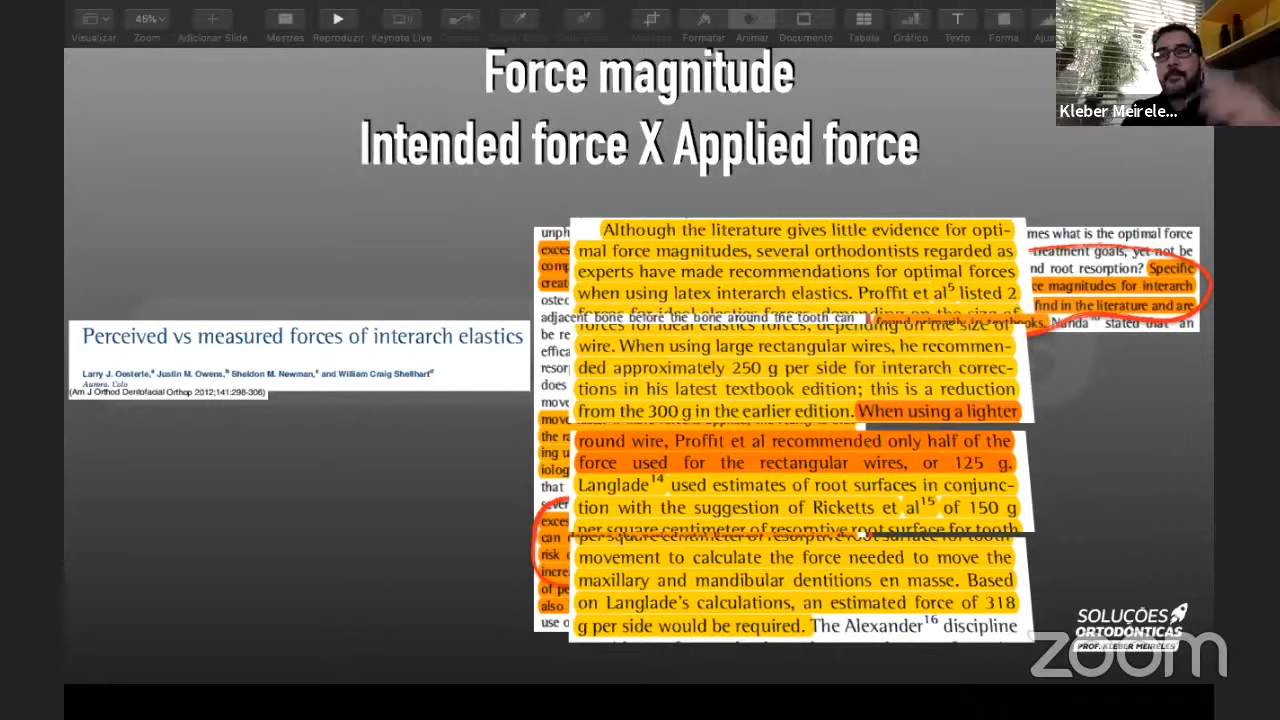 Visualizar
45%
Zoom
Adicionar Slide
Mestres
Reproduzir
Keynote Live
Formatar
Animar
Documento
Tabela
Gráfico
T
Texto
Forma
Kleber Meirele...
Force magnitude
Intended force X Applied force
Perceived vs measured forces of interarch elastics
Larry J. Oesterle,a Justin M. Owens,b Sheldon M. Newman,c and William Craig Shellhartd
Aurora, Colo
(Am J Orthod Dentofacial Orthop 2012;141:298-306)
Although the literature gives little evidence for opti-
mal force magnitudes, several orthodontists regarded as
experts have made recommendations for optimal forces
when using latex interarch elastics. Proffit et al5 listed 2
adjacent bone before the bone around the tooth can
forces for ideal elastics forces, depending on the size of
wire. When using large rectangular wires, he recommen-
ded approximately 250 g per side for interarch correc-
tions in his latest textbook edition; this is a reduction
from the 300 g in the earlier edition. When using a lighter
round wire, Proffit et al recommended only half of the
force used for the rectangular wires, or 125 g.
Langlade14 used estimates of root surfaces in conjunc-
tion with the suggestion of Ricketts et al15 of 150 g
per square centimeter of resorptive root surface for tooth
movement to calculate the force needed to move the
maxillary and mandibular dentitions en masse. Based
on Langlade's calculations, an estimated force of 318
g per side would be required. The Alexander16 discipline
mes what is the optimal force
treatment goals, yet not be
nd root resorption? Specific
ce magnitudes for interarch
find in the literature and are
Nanda stated that an
SOLUÇÕES
ORTODÔNTICAS
PROF. KLEBER MEIRELES
zoom